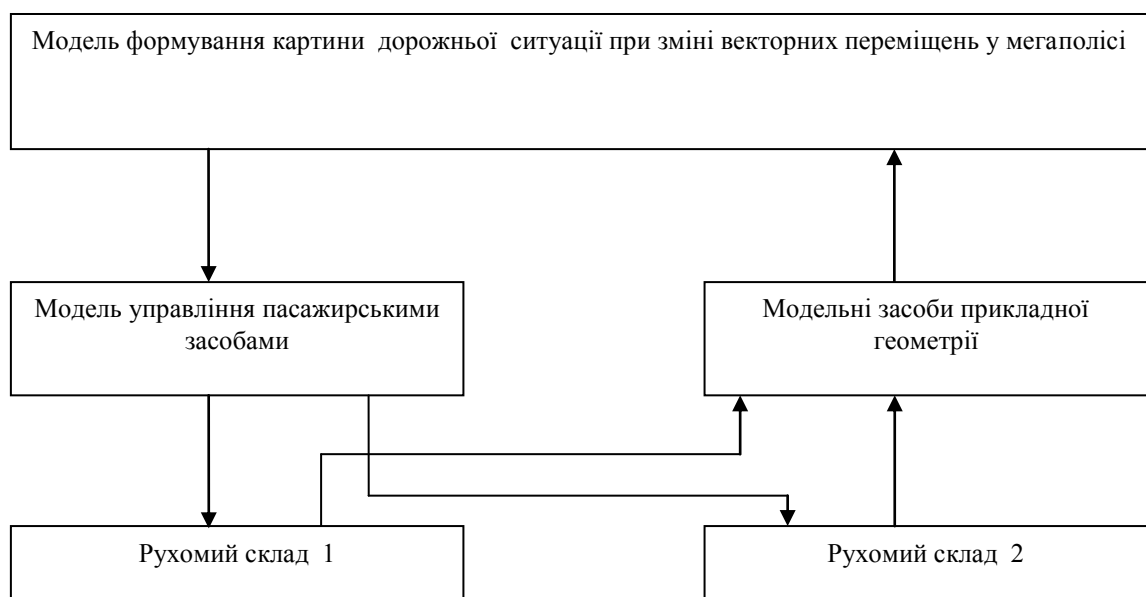 Модель формування картини дорожньої ситуації при зміні векторних переміщень у мегаполісі
Модель управління пасажирськими
засобами
Модельні засоби прикладної
геометрії
Рухомий склад 1
Рухомий склад 2